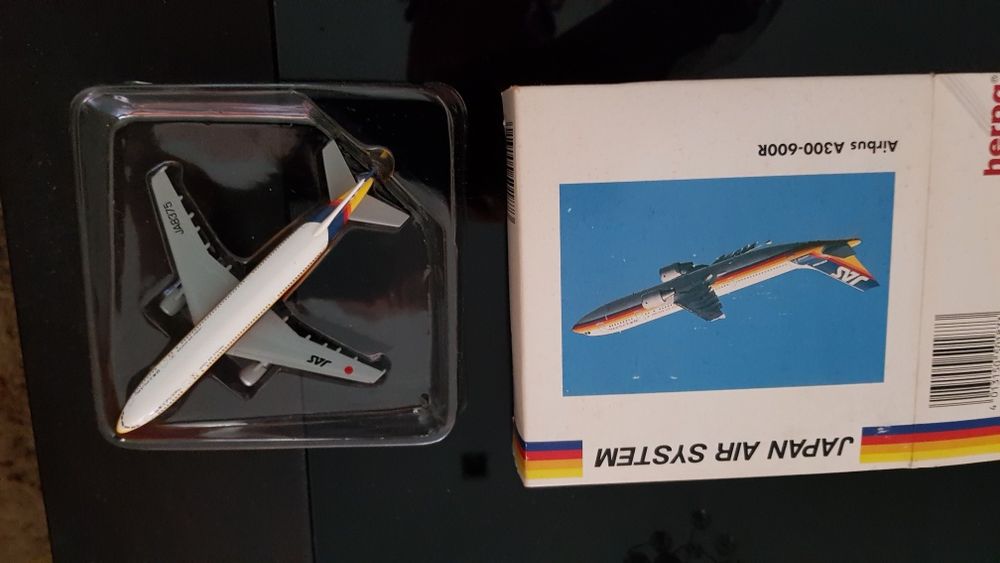 JA8375
JAS
Airbus A300-600R
JAS
JAPAN AIR SYSTEM
herpa®